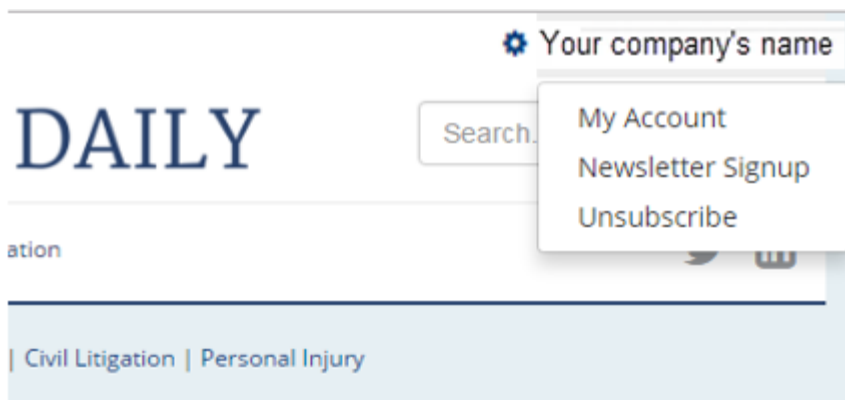 Your company's name
DAILY
Search.
My Account
Newsletter Signup
Unsubscribe
ation
| Civil Litigation | Personal Injury